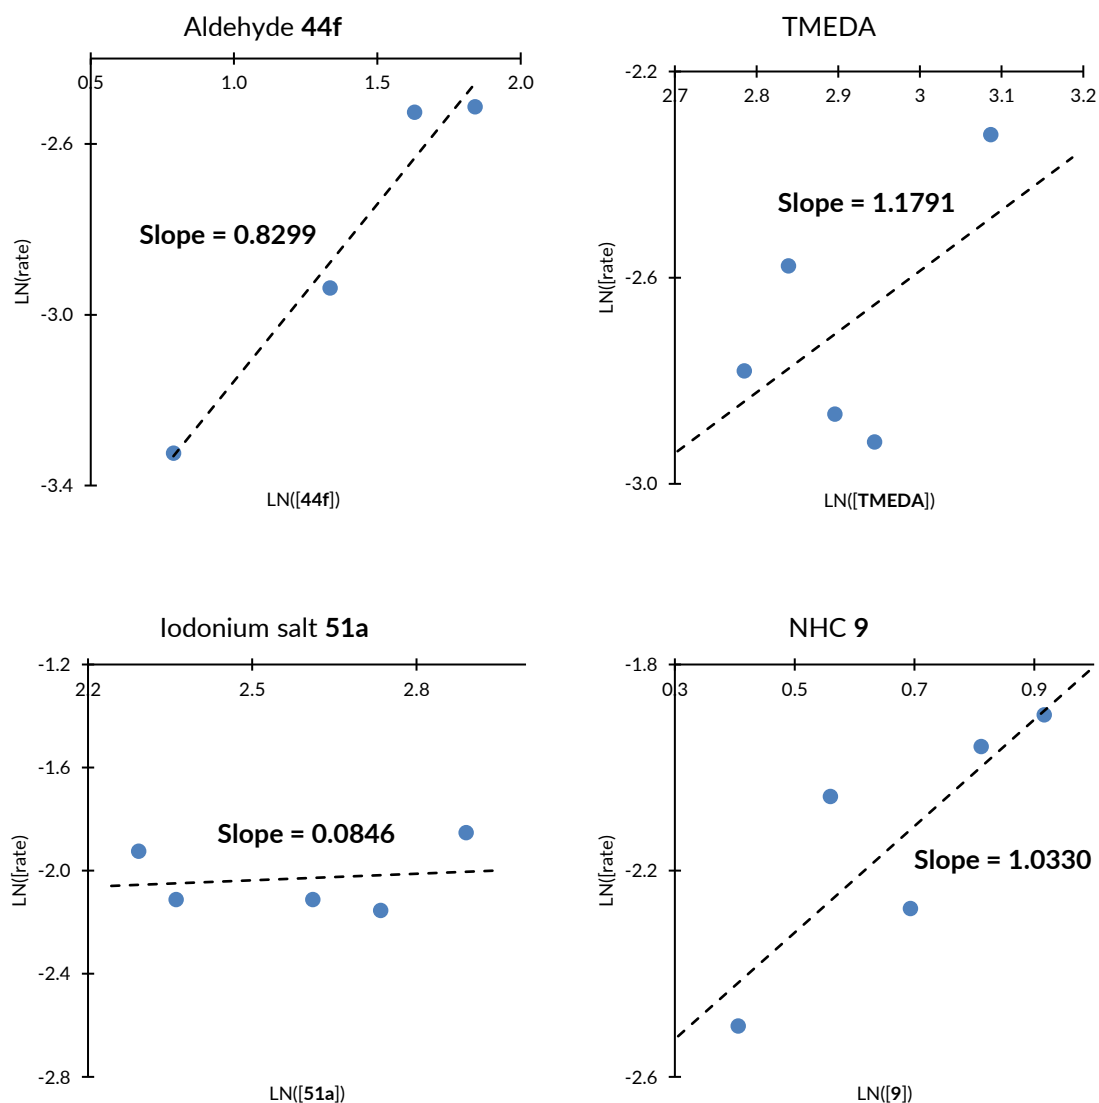 Aldehyde 44f
0.5
1.0
1.5
2.0
-2.6
-3.0
-3.4
LN(rate)
Slope = 0.8299
LN([44f])
TMEDA
-2.2
2.7
2.8
2.9
3
3.1
3.2
-2.6
-3.0
LN([rate)
Slope = 1.1791
LN([TMEDA])
Iodonium salt 51a
-1.2
2.2
2.5
2.8
-1.6
-2.0
-2.4
-2.8
LN([rate)
Slope = 0.0846
LN([51a])
NHC 9
-1.8
0.3
0.5
0.7
0.9
-2.2
-2.6
LN([rate)
Slope = 1.0330
LN([9])